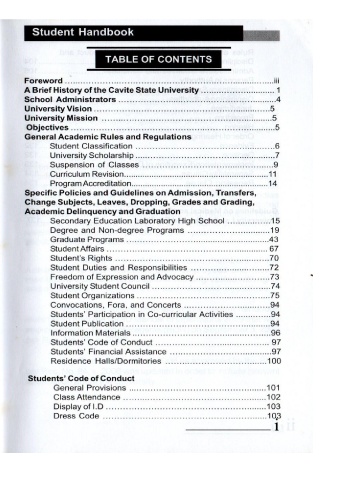 Student Handbook
TABLE OF CONTENTS
Foreword ...........................................................iii
A Brief History of the Cavite State University ........................... 1
School Administrators ......................................................4
University Vision ............................................................5
University Mission ..........................................................5
Objectives ...................................................................5
General Academic Rules and Regulations
Student Classification ..................................................6
University Scholarship ..................................................7
Suspension of Classes ...................................................9
Curriculum Revision.....................................................11
Program Accreditation...................................................14
Specific Policies and Guidelines on Admission, Transfers,
Change Subjects, Leaves, Dropping, Grades and Grading,
Academic Delinquency and Graduation
Secondary Education Laboratory High School ..............15
Degree and Non-degree Programs ............................19
Graduate Programs ..............................................43
Student Affairs ................................................... 67
Student's Rights ..................................................70
Student Duties and Responsibilities ..........................72
Freedom of Expression and Advocacy ........................73
University Student Council .....................................74
Student Organizations ...........................................75
Convocations, Fora, and Concerts .............................94
Students' Participation in Co-curricular Activities ..............94
Student Publication ..............................................94
Information Materials ............................................96
Students' Code of Conduct ..................................... 97
Students' Financial Assistance .................................97
Residence Halls/Dormitories ...................................100
Students' Code of Conduct
General Provisions ..............................................101
Class Attendance ................................................102
Display of I.D ....................................................103
Dress Code ......................................................103
1